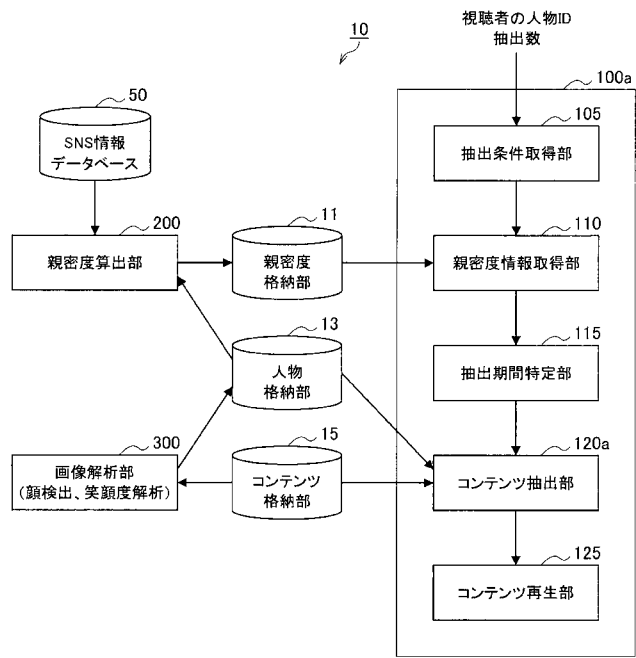 視聴者の人物ID
抽出数
10
100a
50
SNS情報
データベース
105
抽出条件取得部
200
親密度算出部
11
親密度
格納部
110
親密度情報取得部
13
人物
格納部
115
抽出期間特定部
300
画像解析部
(顔検出、笑顔度解析)
15
コンテンツ
格納部
120a
コンテンツ抽出部
125
コンテンツ再生部